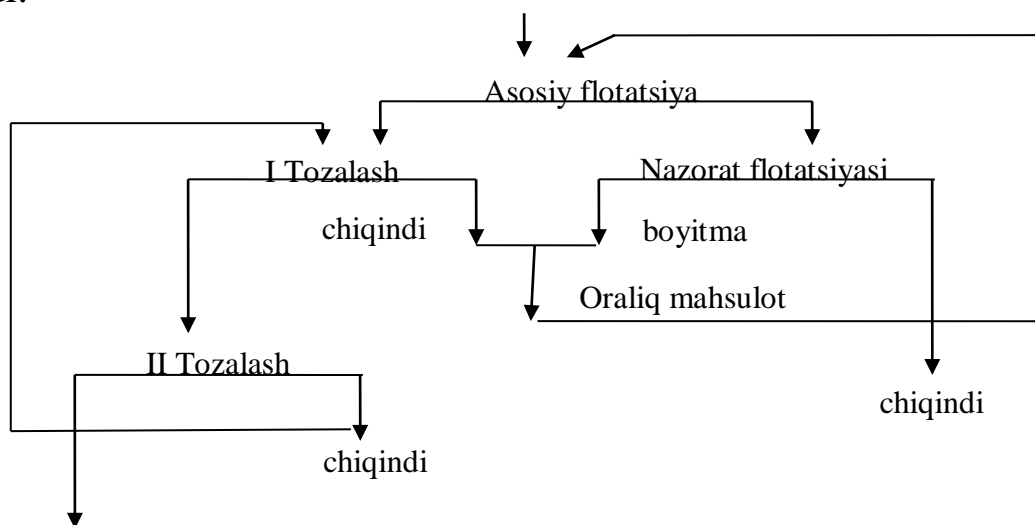 Asosiy flotatsiya
I Tozalash
Nazorat flotatsiyasi
chiqindi
boyitma
Oraliq mahsulot
II Tozalash
chiqindi
chiqindi